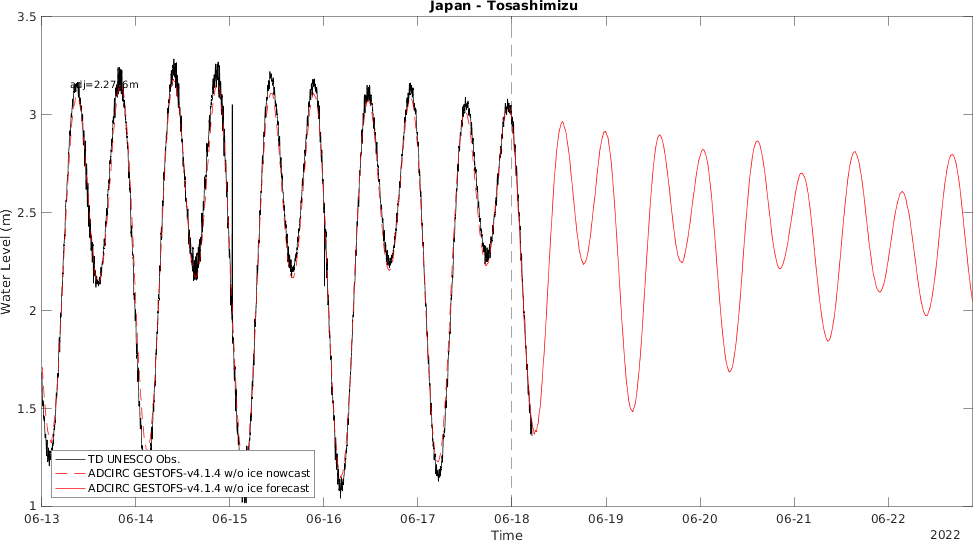 Japan - Tosashimizu
3.5
3
2.5
2
1.5
1
Water Level (m)
TD UNESCO Obs.
ADCIRC GESTOFS-v4.1.4 w/o ice nowcast
ADCIRC GESTOFS-v4.1.4 w/o ice forecast
06-13 06-14 06-15 06-16 06-17 06-18 06-19 06-20 06-21 06-22
Time
2022